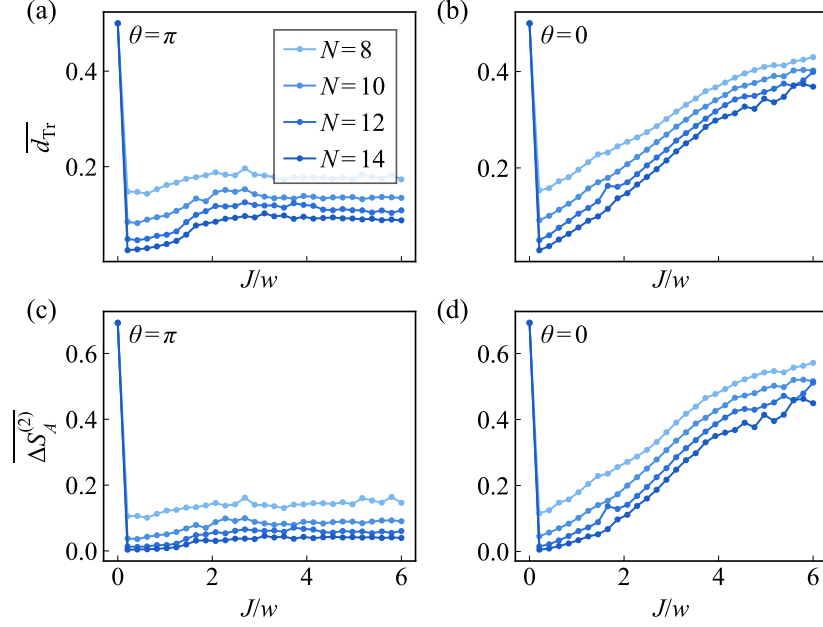 (a)
θ = π
N = 8
N = 10
N = 12
N = 14
0.4
0.2
d_Tr
J/w
(b)
θ = 0
0.4
0.2
J/w
(c)
θ = π
0.6
0.4
0.2
0.0
ΔS_A^(2)
0
2
4
6
J/w
(d)
θ = 0
0.6
0.4
0.2
0.0
0
2
4
6
J/w